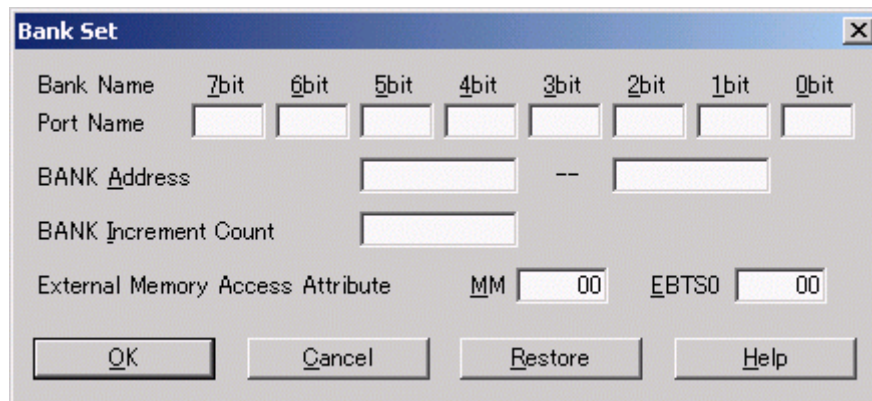 Bank Set
Bank Name 7bit 6bit 5bit 4bit 3bit 2bit 1bit 0bit
Port Name
BANK Address --
BANK Increment Count
External Memory Access Attribute MM 00 EBTS0 00
OK Cancel Restore Help